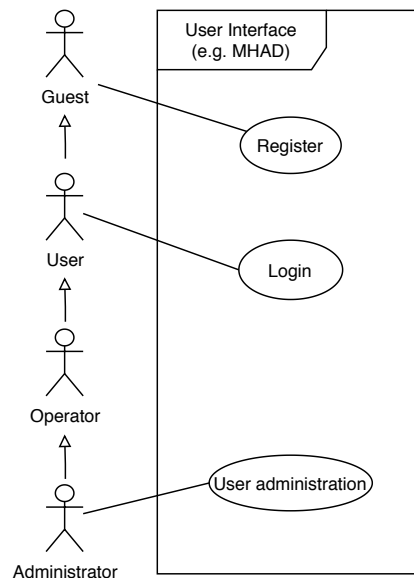 User Interface
(e.g. MHAD)
Guest
Register
User
Login
Operator
User administration
Administrator